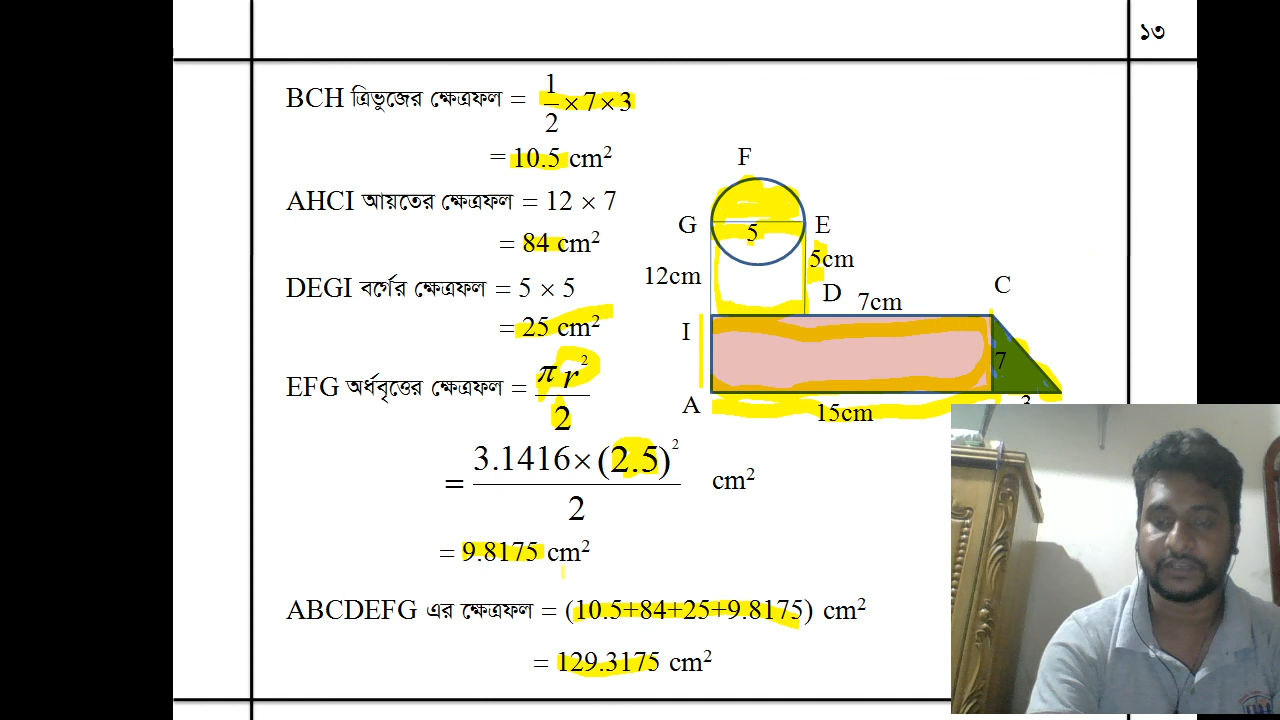 ১৩
BCH ত্রিভুজের ক্ষেত্রফল = 1/2 × 7 × 3
= 10.5 cm²
AHCI আয়তের ক্ষেত্রফল = 12 × 7
= 84 cm²
DEGI বর্গের ক্ষেত্রফল = 5 × 5
= 25 cm²
EFG অর্ধবৃত্তের ক্ষেত্রফল = π r²/2
= 3.1416×(2.5)²/2 cm²
= 9.8175 cm²
ABCDEFG এর ক্ষেত্রফল = (10.5+84+25+9.8175) cm²
= 129.3175 cm²
F
G
5
E
5cm
12cm
D
7cm
C
I
7
A
15cm
3